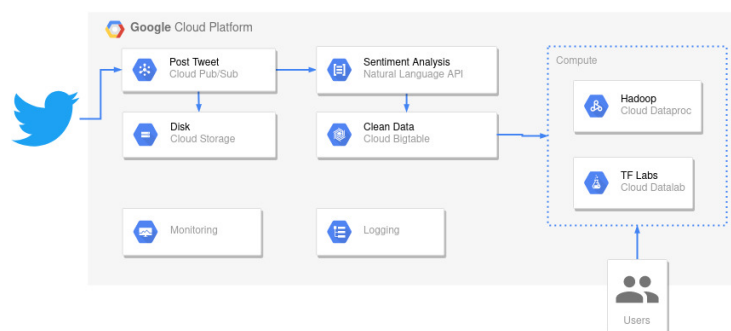 Google Cloud Platform
Post Tweet
Cloud Pub/Sub
Sentiment Analysis
Natural Language API
Compute
Hadoop
Cloud Dataproc
Disk
Cloud Storage
Clean Data
Cloud Bigtable
TF Labs
Cloud Datalab
Monitoring
Logging
Users